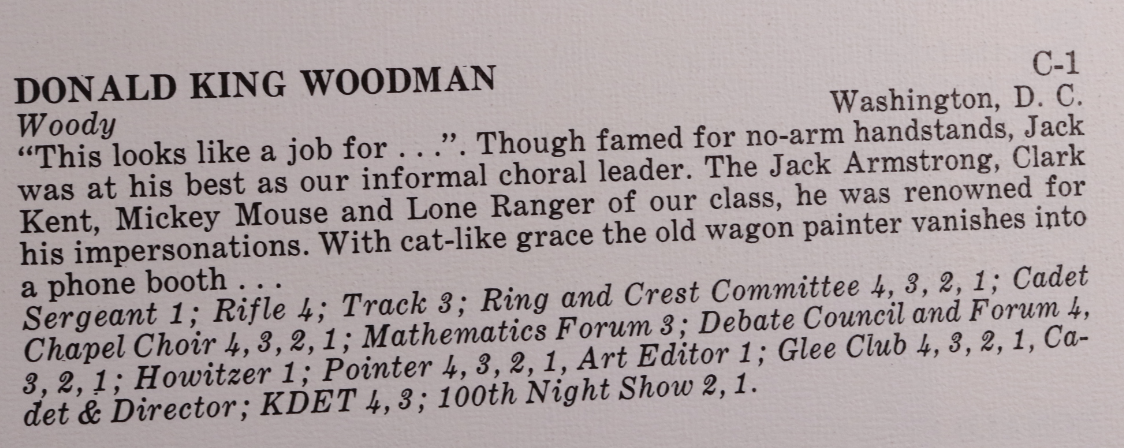 DONALD KING WOODMAN C-1
Woody Washington, D. C.
“This looks like a job for . . .”. Though famed for no-arm handstands, Jack
was at his best as our informal choral leader. The Jack Armstrong, Clark
Kent, Mickey Mouse and Lone Ranger of our class, he was renowned for
his impersonations. With cat-like grace the old wagon painter vanishes into
a phone booth . . .
Sergeant 1; Rifle 4; Track 3; Ring and Crest Committee 4, 3, 2, 1; Cadet
Chapel Choir 4, 3, 2, 1; Mathematics Forum 3; Debate Council and Forum 4,
3, 2, 1; Howitzer 1; Pointer 4, 3, 2, 1, Art Editor 1; Glee Club 4, 3, 2, 1, Ca-
det & Director; KDET 4, 3; 100th Night Show 2, 1.